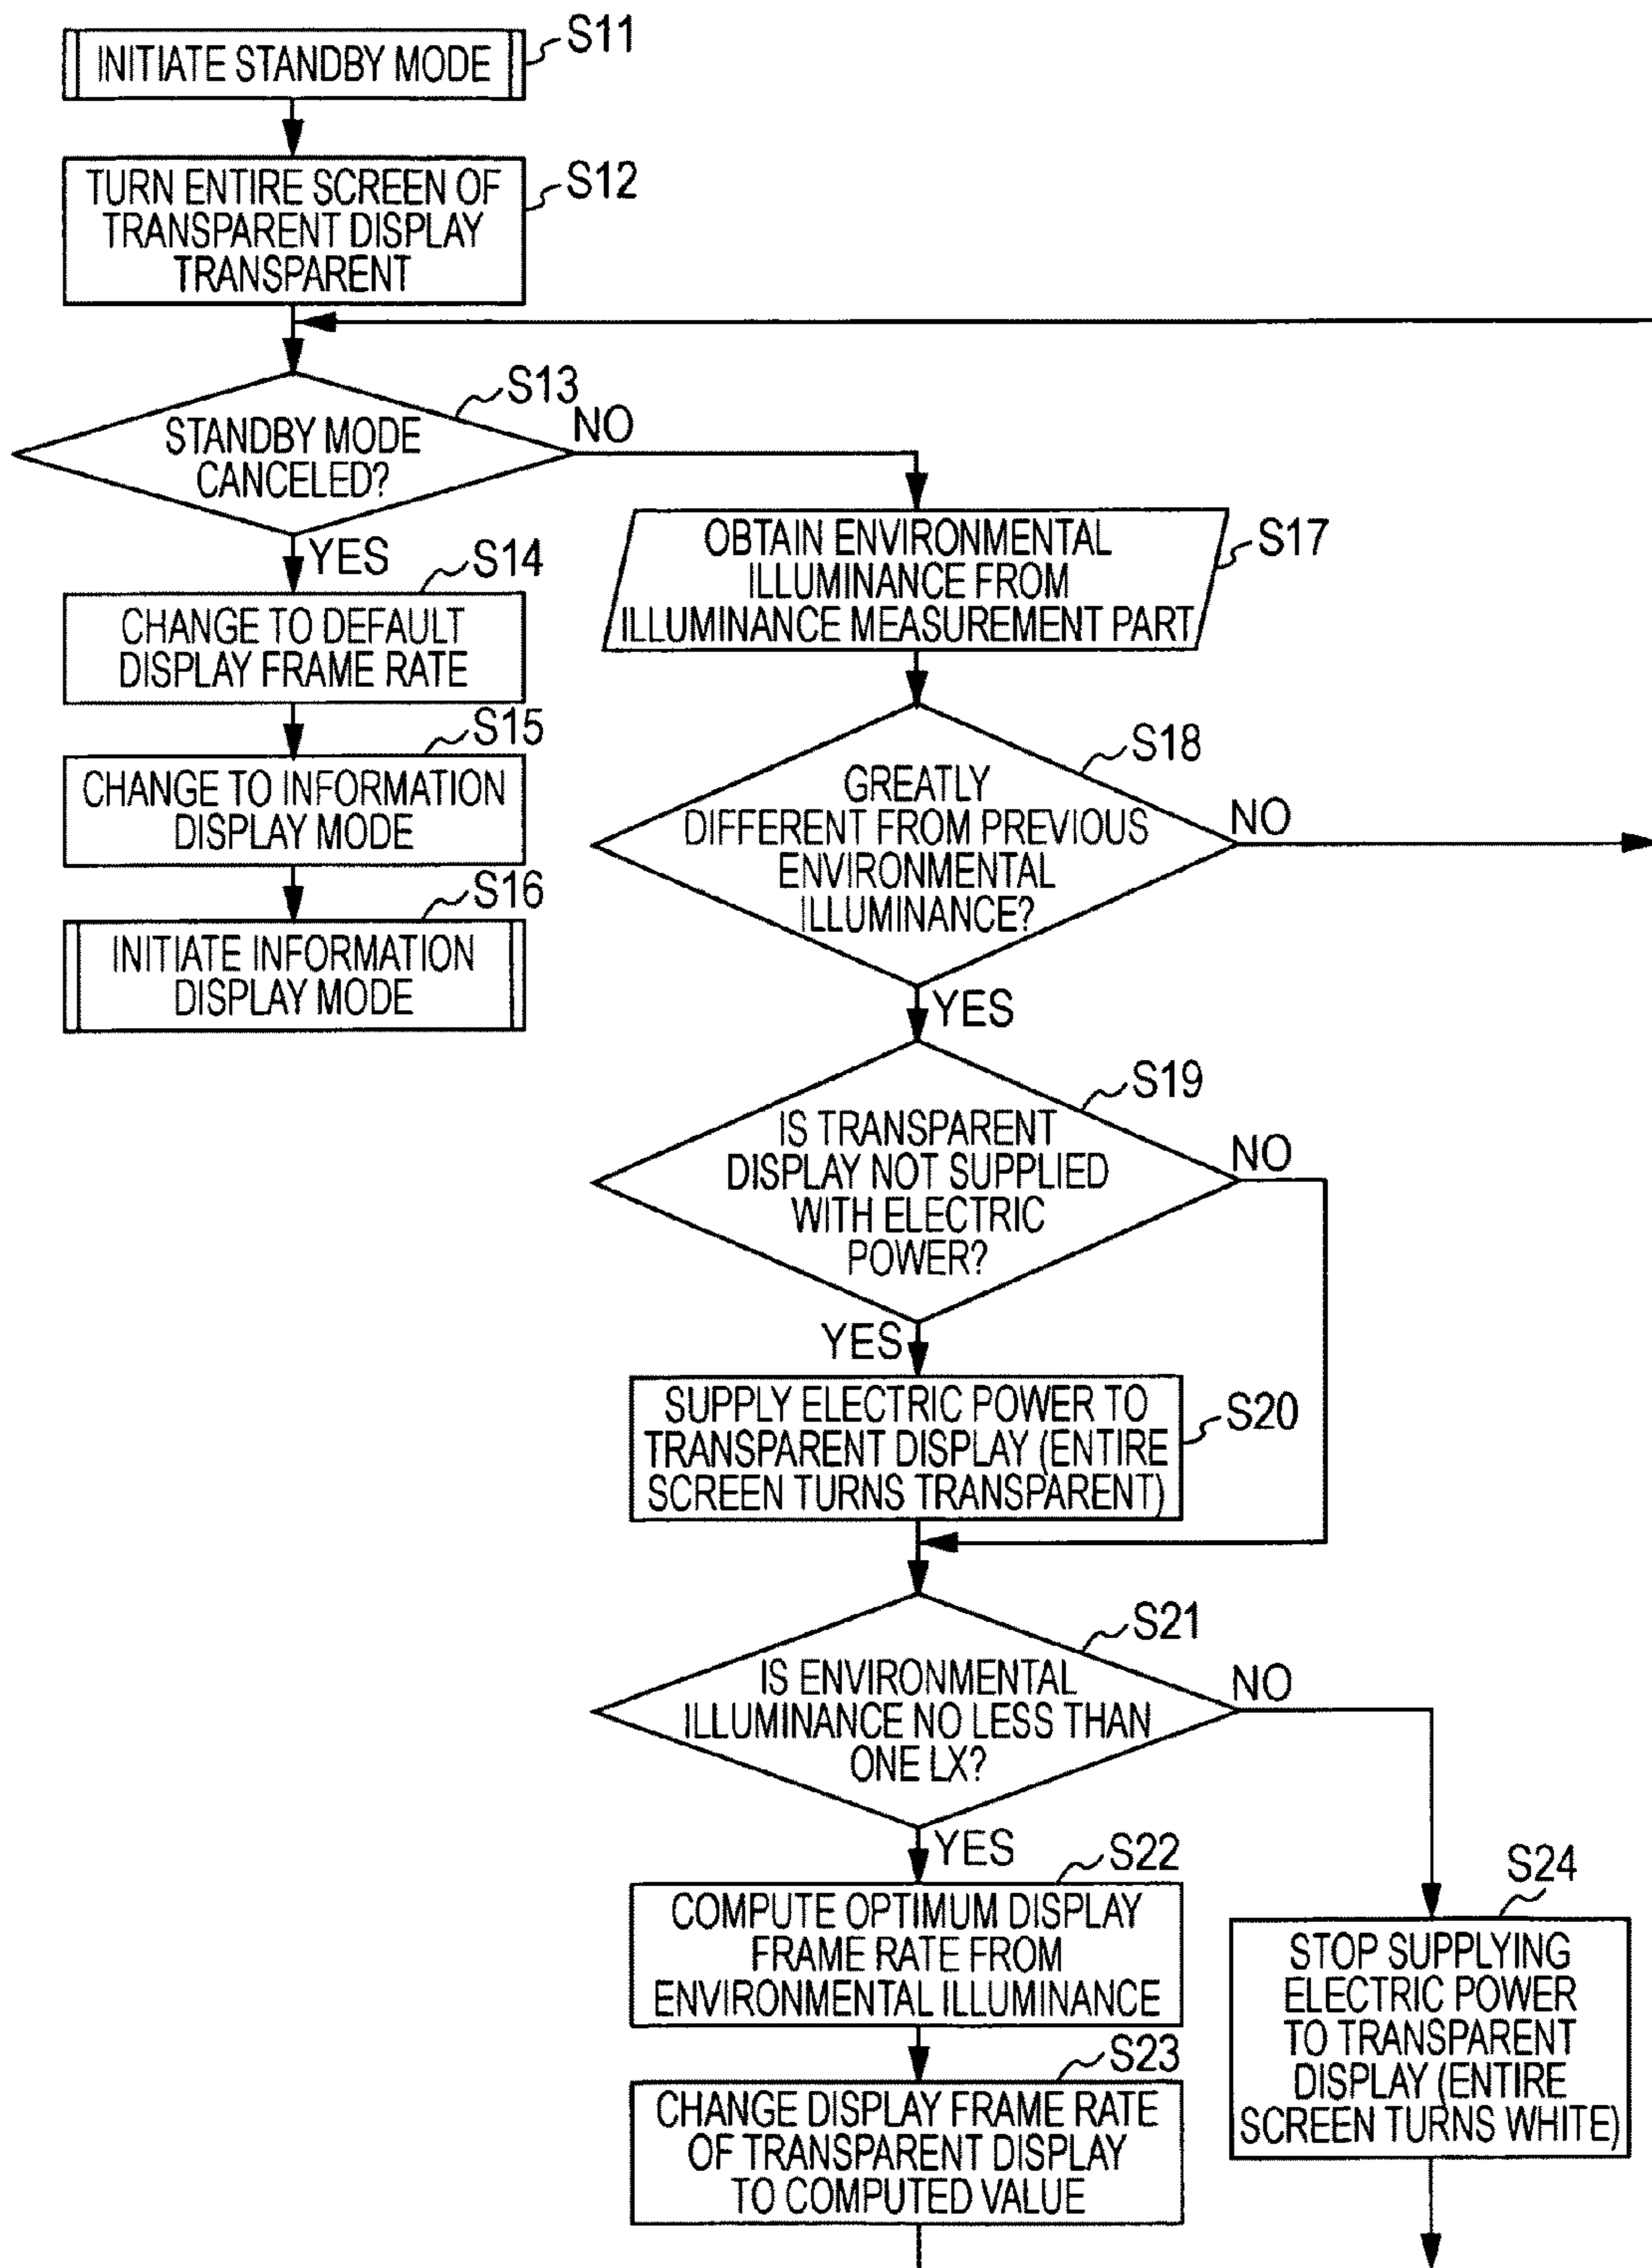 INITIATE STANDBY MODE
S11
TURN ENTIRE SCREEN OF
TRANSPARENT DISPLAY
TRANSPARENT
S12
STANDBY MODE
CANCELED?
S13
NO
YES
CHANGE TO DEFAULT
DISPLAY FRAME RATE
S14
CHANGE TO INFORMATION
DISPLAY MODE
S15
INITIATE INFORMATION
DISPLAY MODE
S16
OBTAIN ENVIRONMENTAL
ILLUMINANCE FROM
ILLUMINANCE MEASUREMENT PART
S17
GREATLY
DIFFERENT FROM PREVIOUS
ENVIRONMENTAL
ILLUMINANCE?
S18
NO
YES
IS TRANSPARENT
DISPLAY NOT SUPPLIED
WITH ELECTRIC
POWER?
S19
NO
YES
SUPPLY ELECTRIC POWER TO
TRANSPARENT DISPLAY (ENTIRE
SCREEN TURNS TRANSPARENT)
S20
IS ENVIRONMENTAL
ILLUMINANCE NO LESS THAN
ONE LX?
S21
NO
YES
COMPUTE OPTIMUM DISPLAY
FRAME RATE FROM
ENVIRONMENTAL ILLUMINANCE
S22
CHANGE DISPLAY FRAME RATE
OF TRANSPARENT DISPLAY
TO COMPUTED VALUE
S23
STOP SUPPLYING
ELECTRIC POWER
TO TRANSPARENT
DISPLAY (ENTIRE
SCREEN TURNS WHITE)
S24